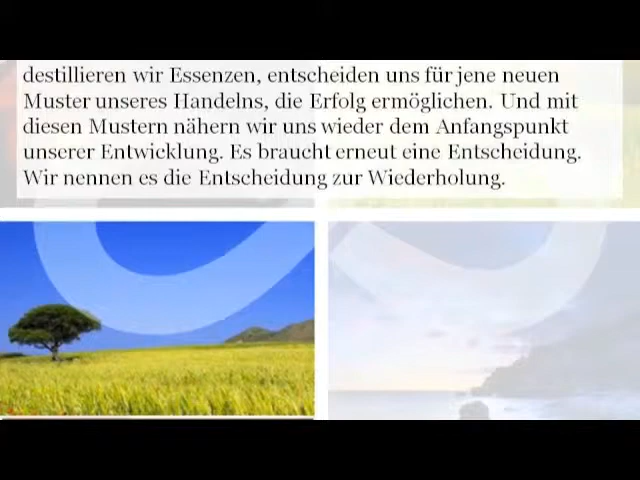 destillieren wir Essenzen, entscheiden uns für jene neuen
Muster unseres Handelns, die Erfolg ermöglichen. Und mit
diesen Mustern nähern wir uns wieder dem Anfangspunkt
unserer Entwicklung. Es braucht erneut eine Entscheidung.
Wir nennen es die Entscheidung zur Wiederholung.